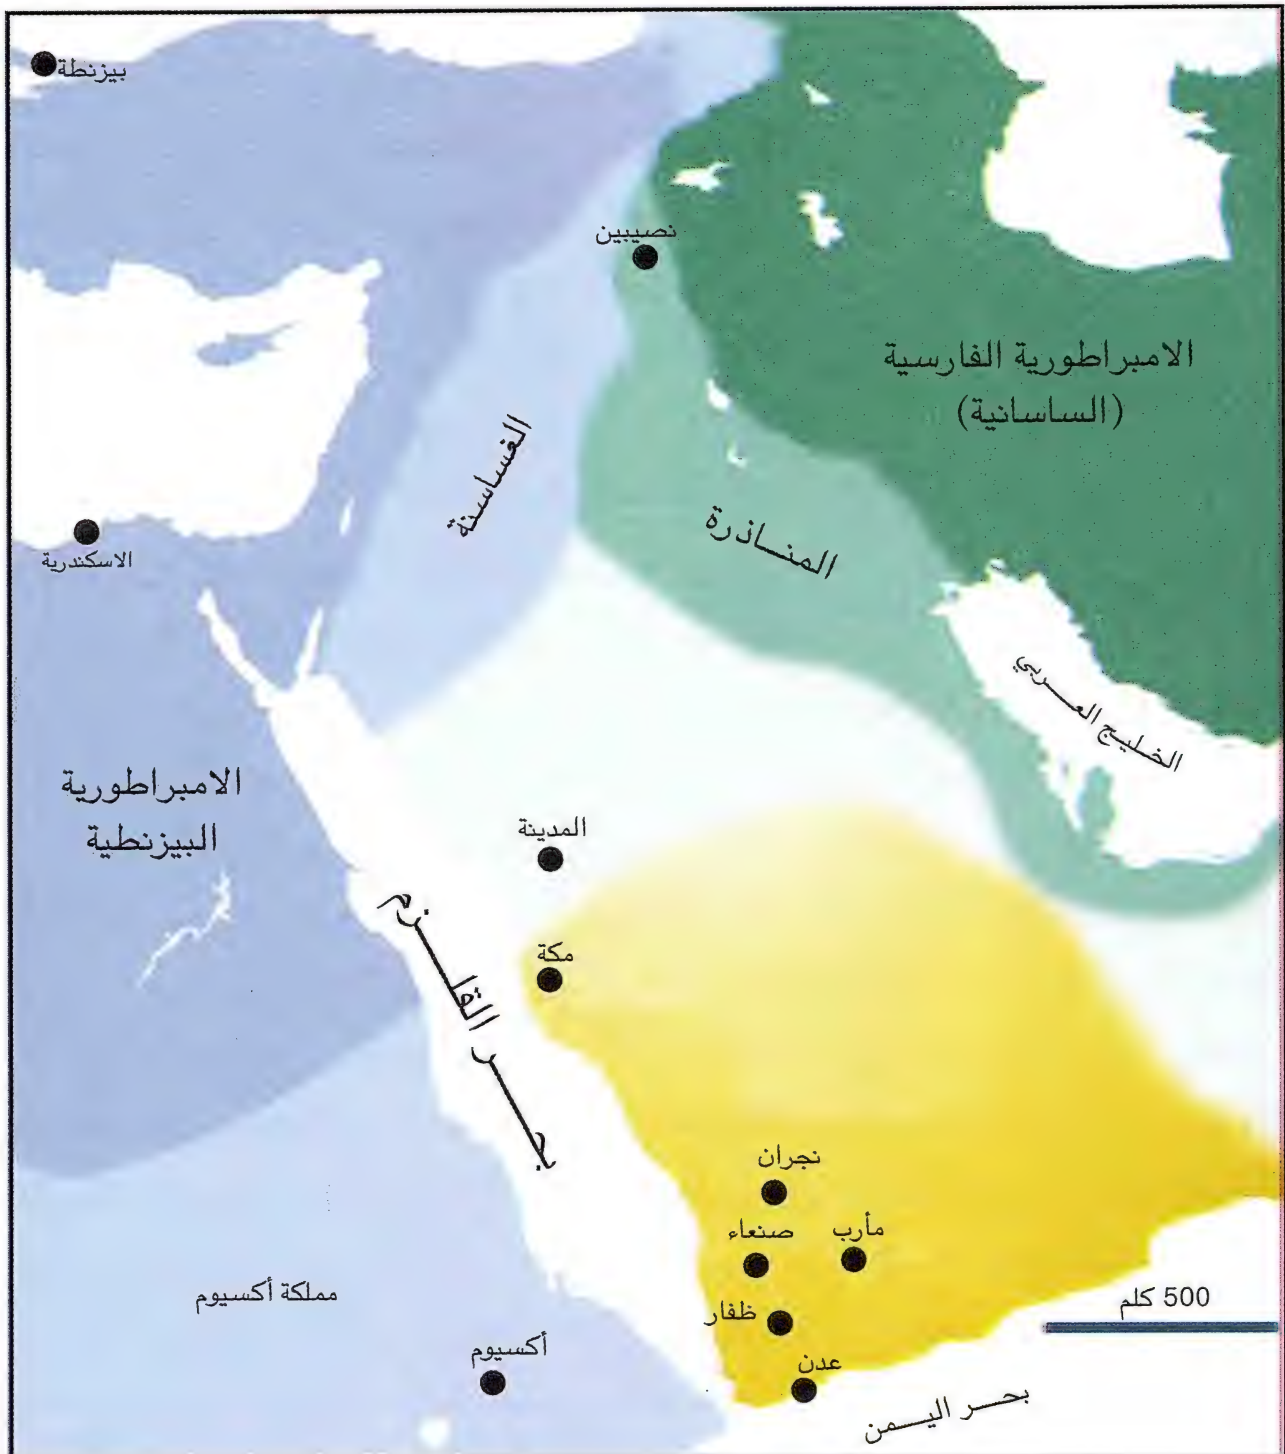 بيزنطة
نصيبين
الامبراطورية الفارسية
(الساسانية)
الغساسنة
المناذرة
الاسكندرية
الخليج العربي
الامبراطورية
البيزنطية
المدينة
مكة
بحر القلزم
نجران
صنعاء
مأرب
مملكة أكسيوم
ظفار
500 كلم
أكسيوم
عدن
بحر اليمن